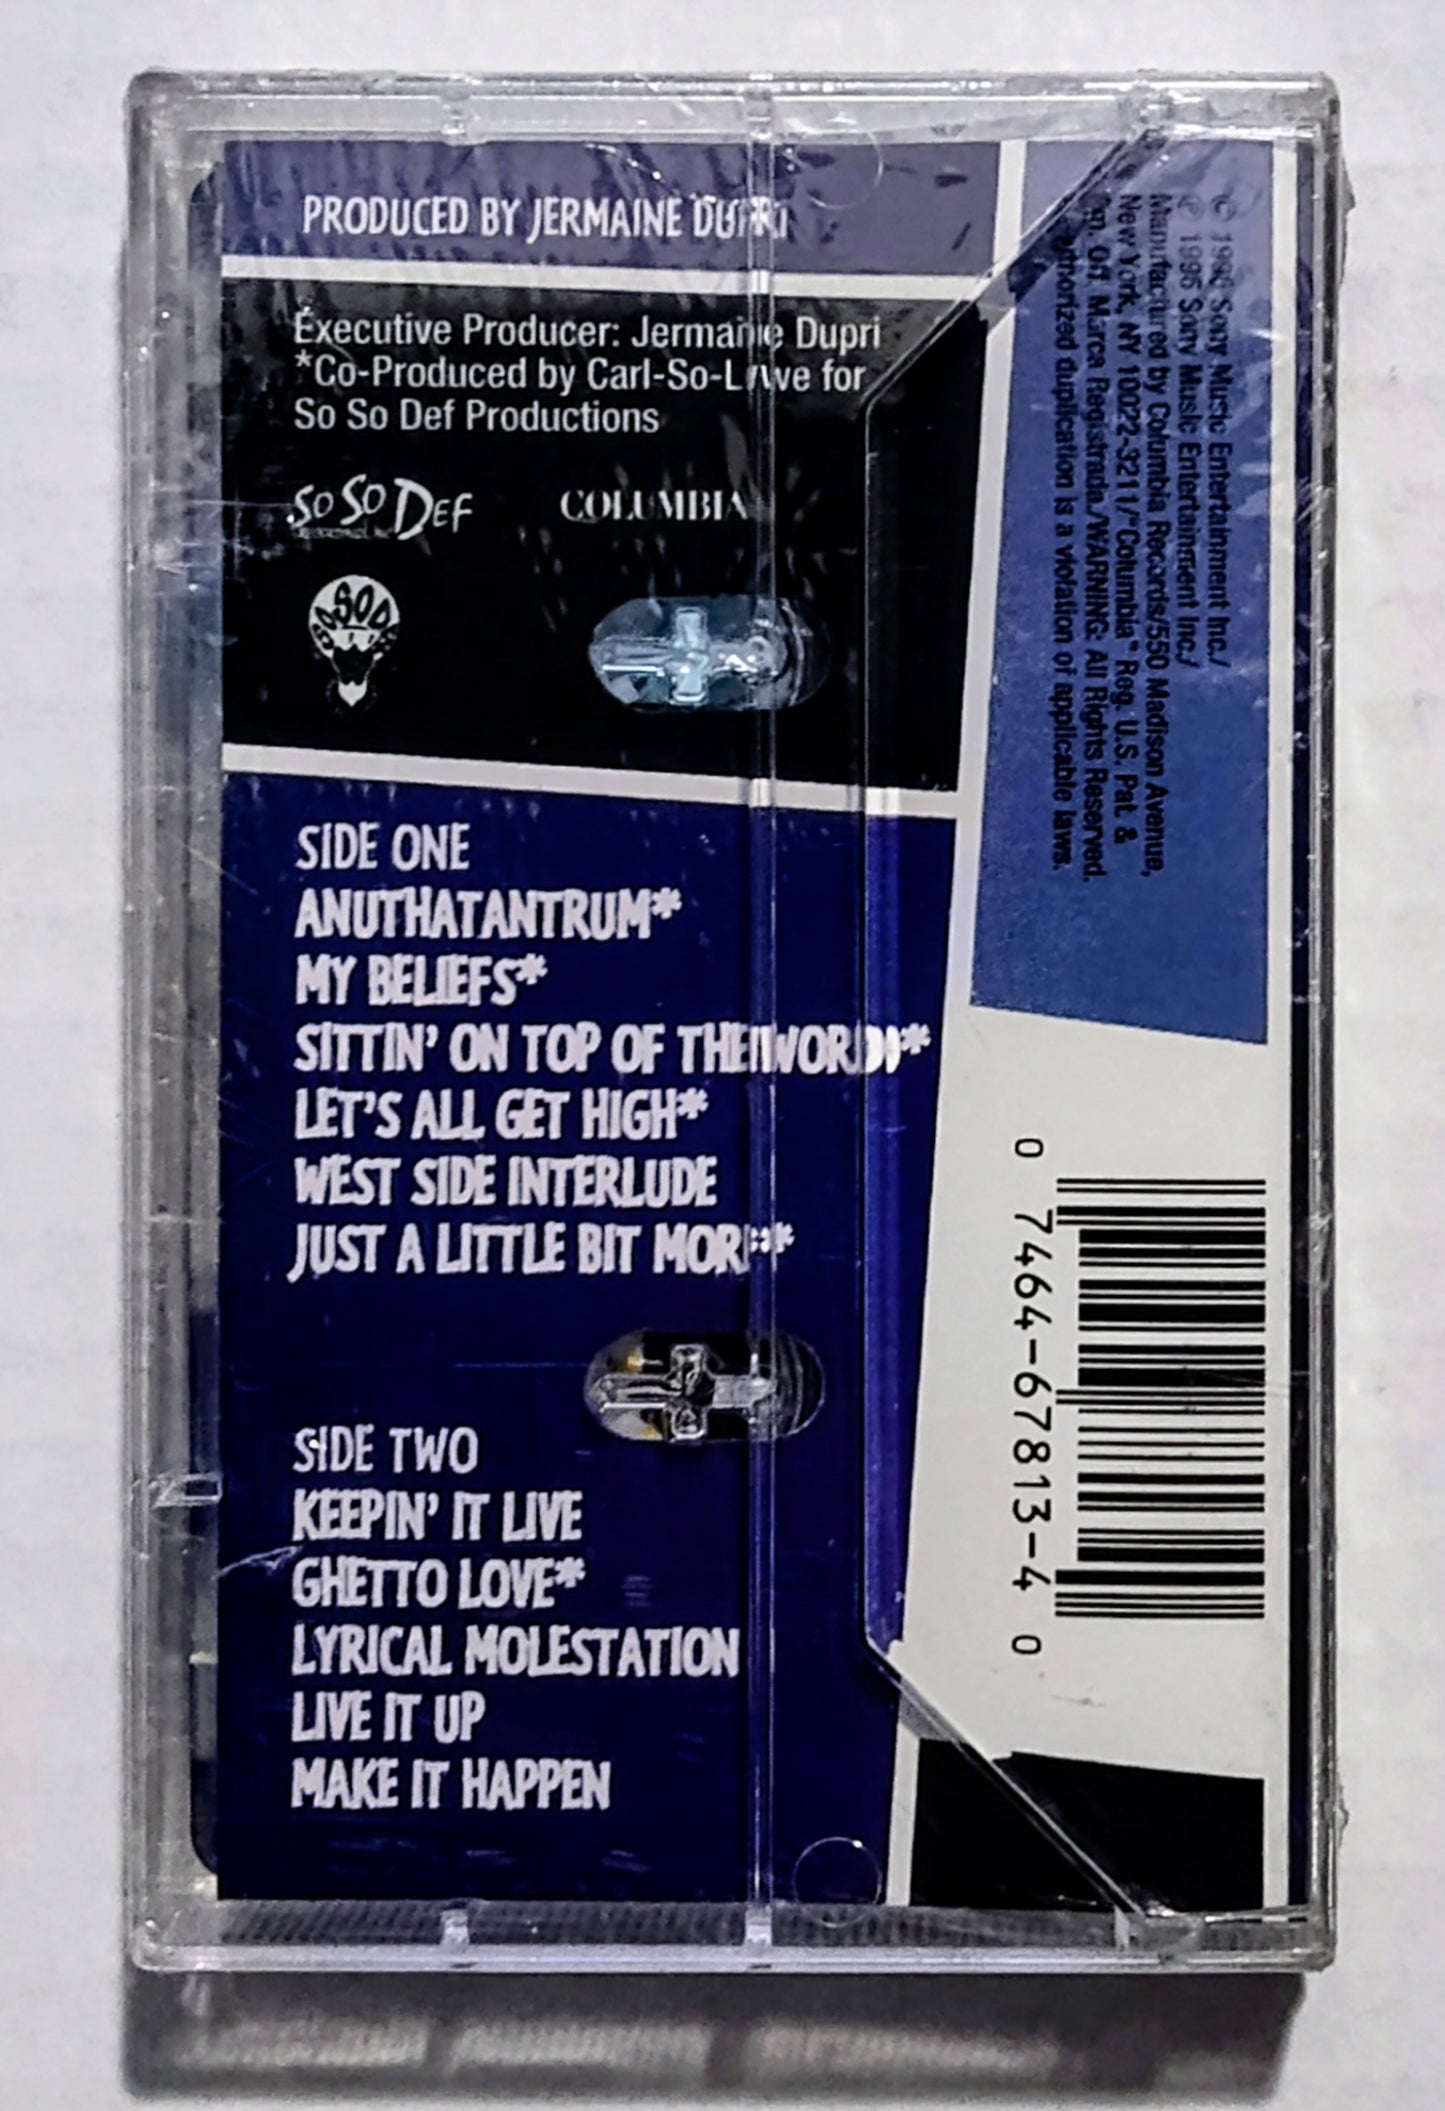 PRODUCED BY JERMAINE DUPRI
Executive Producer: Jermaine Dupri
*Co-Produced by Carl-So-Lowe for
So So Def Productions
SO SO DEF
COLUMBIA
SOSODEF
SIDE ONE
ANUTHATANTRUM*
MY BELIEFS*
SITTIN' ON TOP OF THE WORLD*
LET'S ALL GET HIGH*
WEST SIDE INTERLUDE
JUST A LITTLE BIT MORE*
SIDE TWO
KEEPIN' IT LIVE
GHETTO LOVE*
LYRICAL MOLESTATION
LIVE IT UP
MAKE IT HAPPEN
© 1996 Sony Music Entertainment Inc./
℗ 1996 Sony Music Entertainment Inc./
Manufactured by Columbia Records/550 Madison Avenue,
New York, NY 10022-3211/"Columbia" Reg. U.S. Pat. &
Tm. Off. Marca Registrada./WARNING: All Rights Reserved.
Unauthorized duplication is a violation of applicable laws.
0 7464-67813-4 0